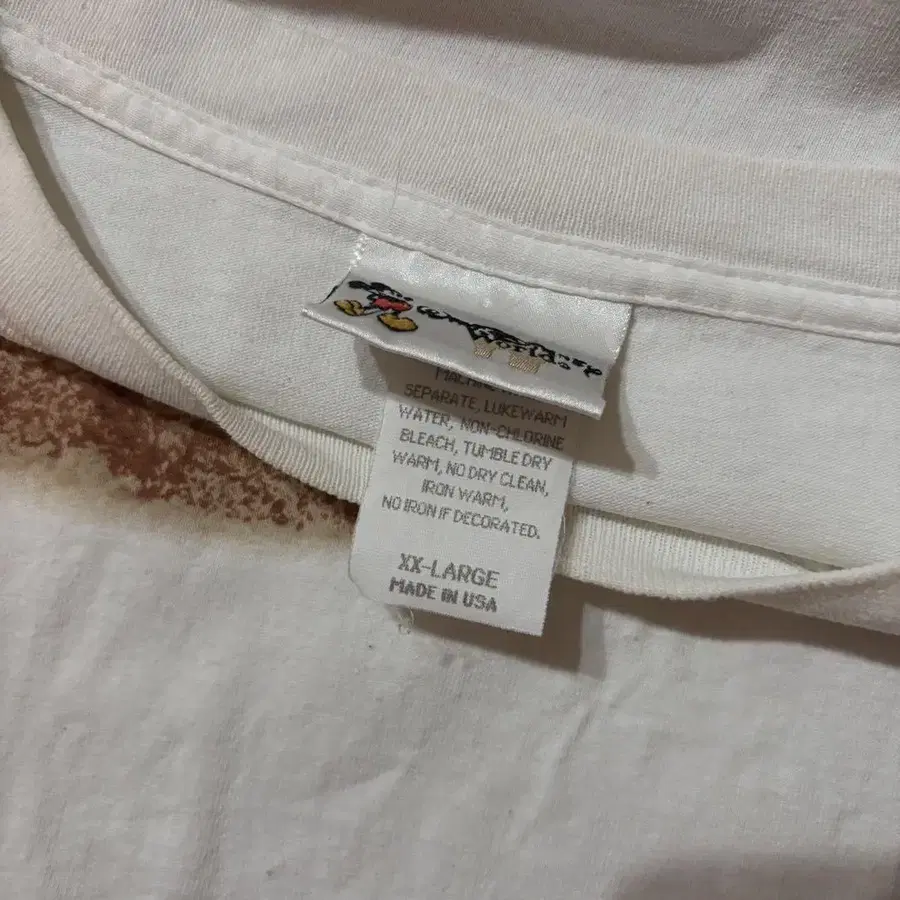 World
SEPARATE, LUKEWARM
WATER, NON-CHLORINE
BLEACH, TUMBLE DRY
WARM, NO DRY CLEAN,
IRON WARM,
NO IRON IF DECORATED.
XX-LARGE
MADE IN USA